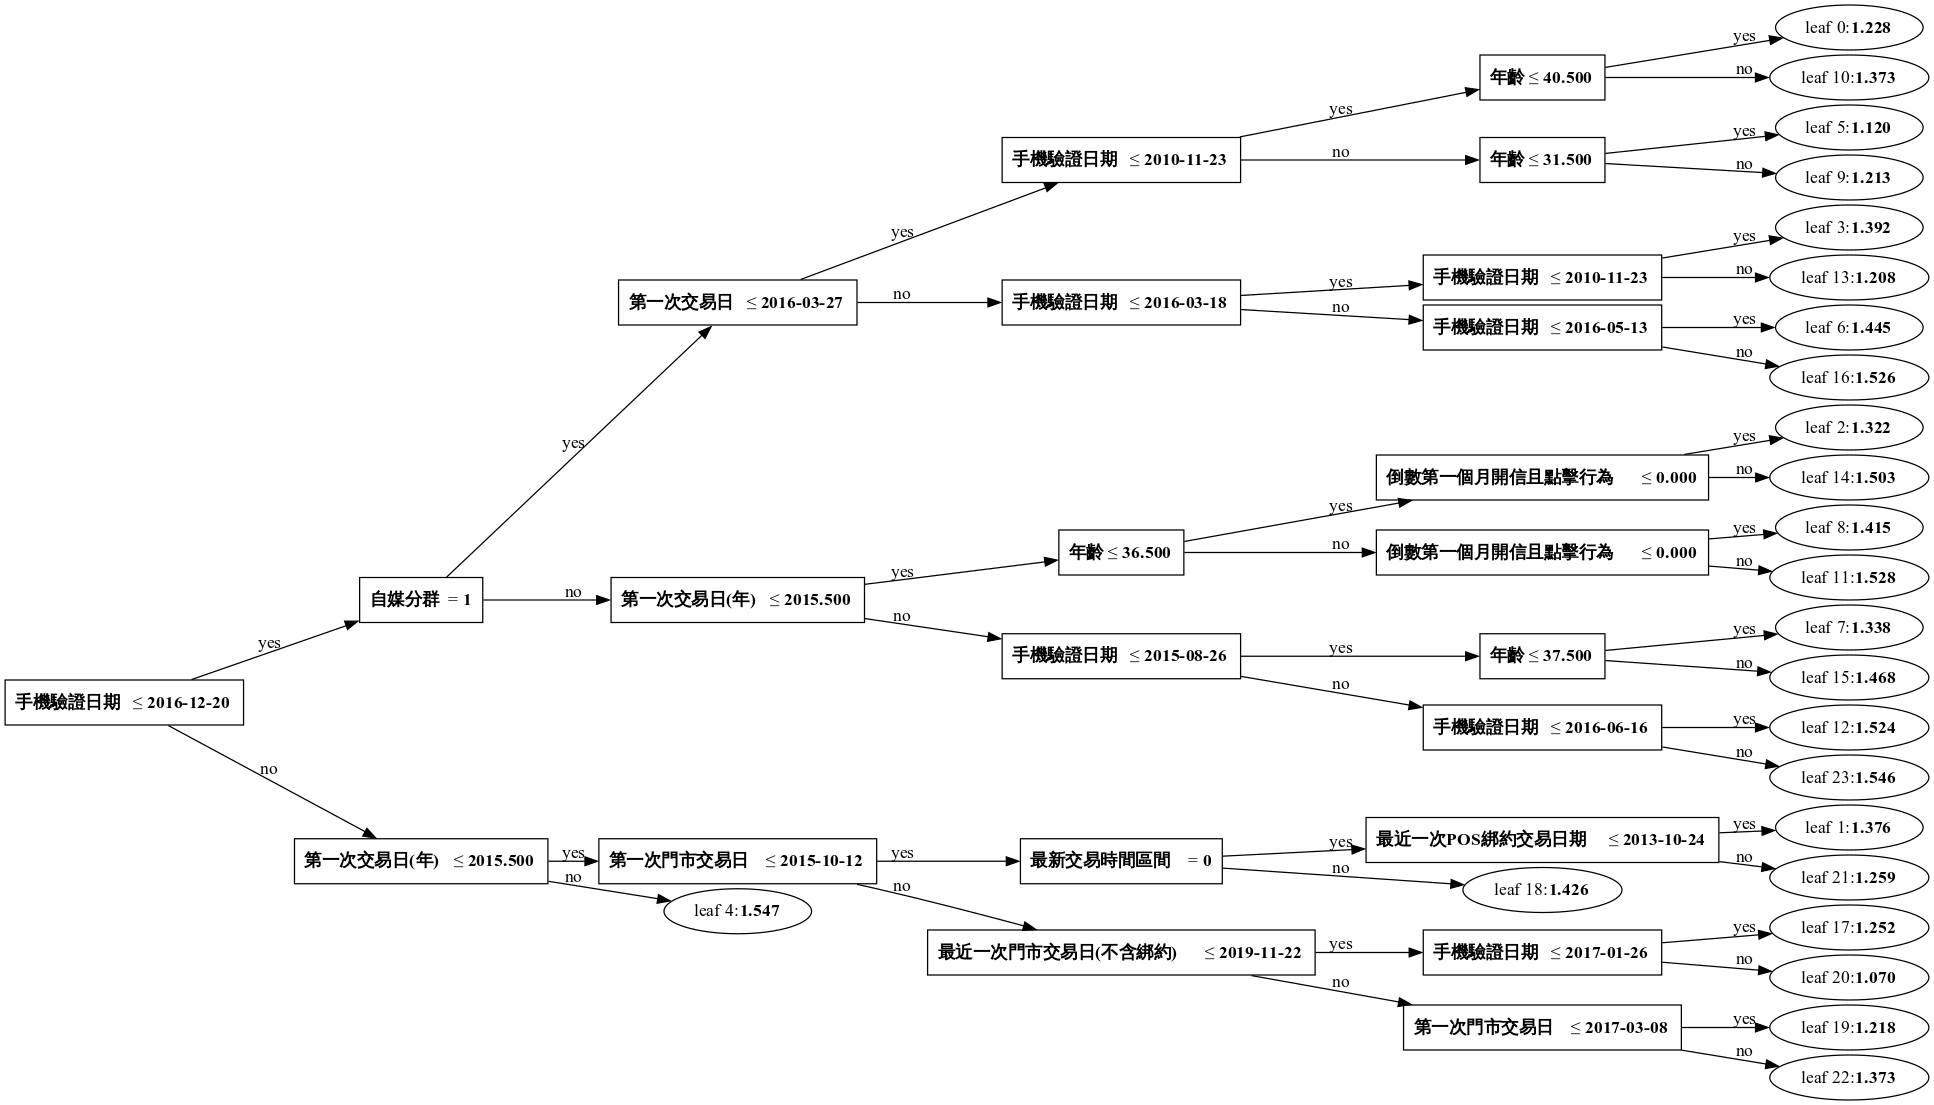 yes
leaf 0:1.228
年齡 ≤ 40.500
no
leaf 10:1.373
yes
手機驗證日期 ≤ 2010-11-23
yes
leaf 5:1.120
no
年齡 ≤ 31.500
no
leaf 9:1.213
yes
第一次交易日 ≤ 2016-03-27
yes
leaf 3:1.392
yes
手機驗證日期 ≤ 2010-11-23
no
leaf 13:1.208
no
手機驗證日期 ≤ 2016-03-18
no
手機驗證日期 ≤ 2016-05-13
yes
leaf 6:1.445
no
leaf 16:1.526
yes
yes
leaf 2:1.322
倒數第一個月開信且點擊行為 ≤ 0.000
no
leaf 14:1.503
yes
年齡 ≤ 36.500
no
倒數第一個月開信且點擊行為 ≤ 0.000
yes
leaf 8:1.415
no
leaf 11:1.528
yes
自媒分群 = 1
no
第一次交易日(年) ≤ 2015.500
no
手機驗證日期 ≤ 2015-08-26
yes
年齡 ≤ 37.500
yes
leaf 7:1.338
no
leaf 15:1.468
no
手機驗證日期 ≤ 2016-06-16
yes
leaf 12:1.524
no
leaf 23:1.546
yes
手機驗證日期 ≤ 2016-12-20
no
第一次交易日(年) ≤ 2015.500
yes
第一次門市交易日 ≤ 2015-10-12
yes
最新交易時間區間 = 0
yes
最近一次POS綁約交易日期 ≤ 2013-10-24
yes
leaf 1:1.376
no
leaf 21:1.259
no
leaf 18:1.426
no
leaf 4:1.547
no
最近一次門市交易日(不含綁約) ≤ 2019-11-22
yes
手機驗證日期 ≤ 2017-01-26
yes
leaf 17:1.252
no
leaf 20:1.070
no
第一次門市交易日 ≤ 2017-03-08
yes
leaf 19:1.218
no
leaf 22:1.373